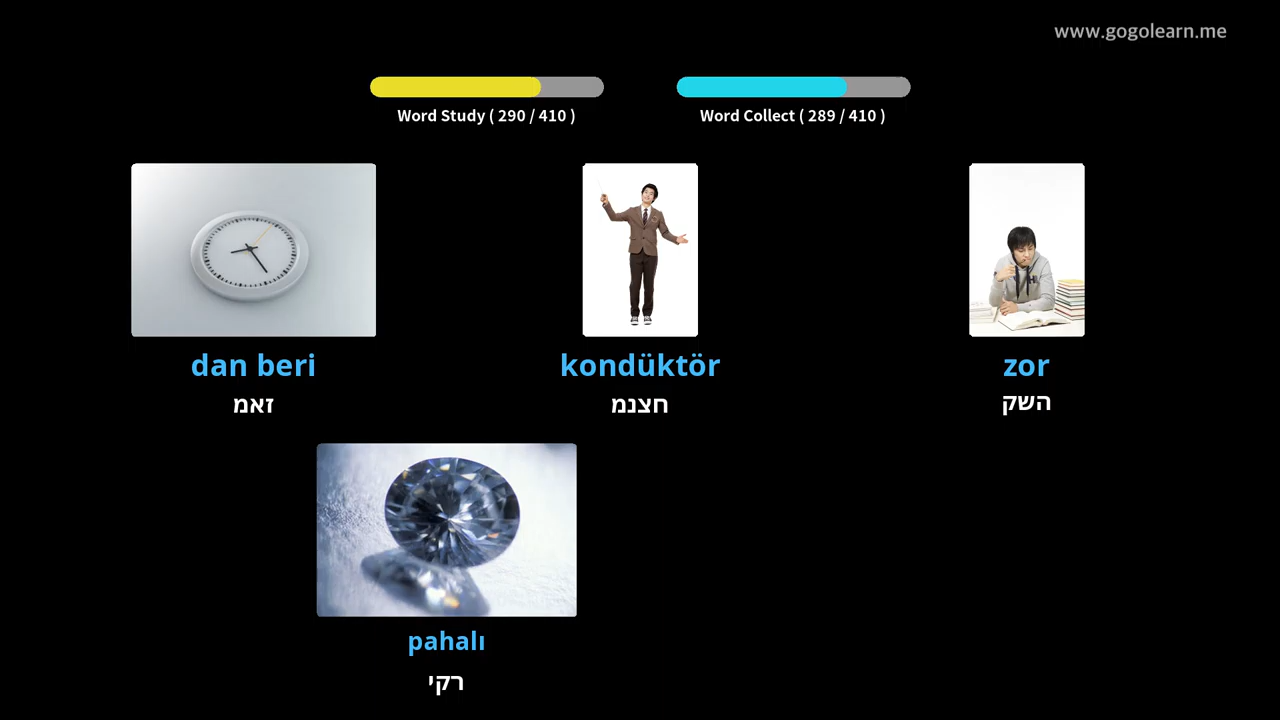 www.gogolearn.me
Word Study ( 290 / 410 )
Word Collect ( 289 / 410 )
dan beri
זאמ
kondüktör
חצנמ
zor
השק
pahalı
רקי